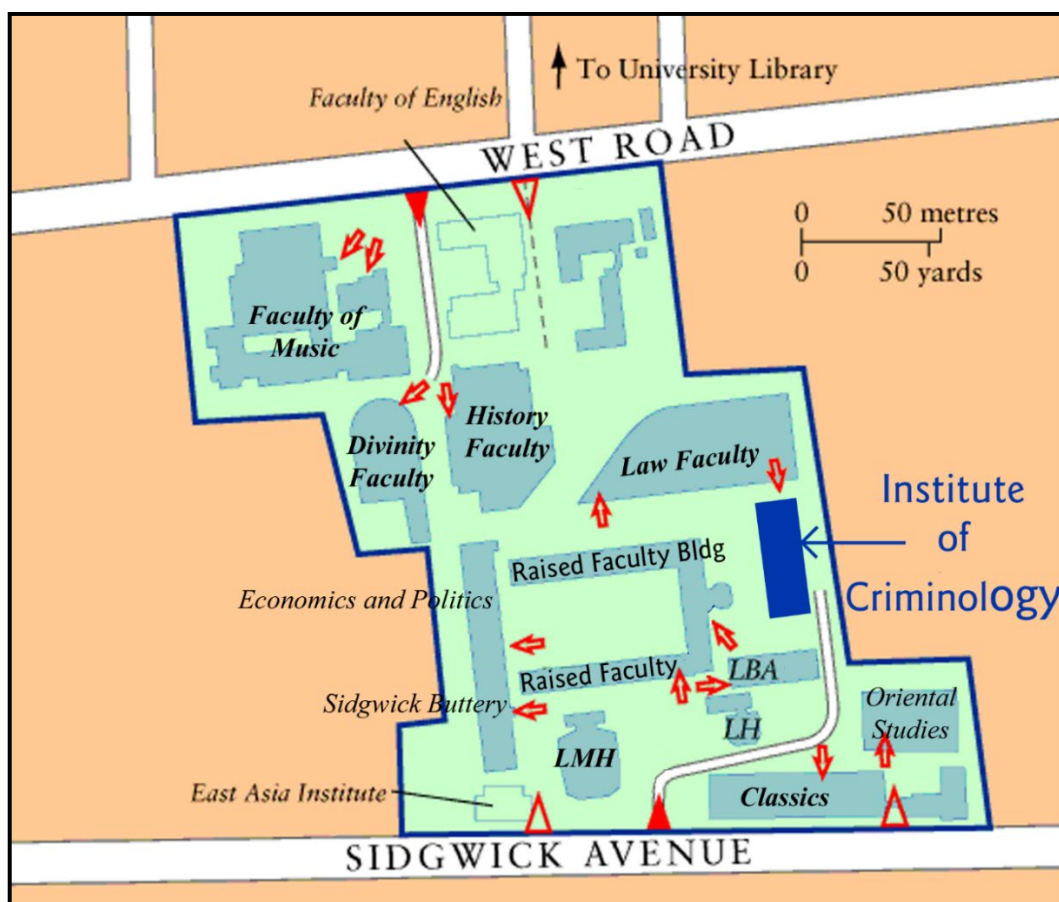 To University Library
Faculty of English
WEST ROAD
0 50 metres
0 50 yards
Faculty of
Music
History
Faculty
Divinity
Faculty
Law Faculty
Institute
of
Criminology
Raised Faculty Bldg
Economics and Politics
Raised Faculty
LBA
Sidgwick Buttery
Oriental
Studies
LH
LMH
East Asia Institute
Classics
SIDGWICK AVENUE